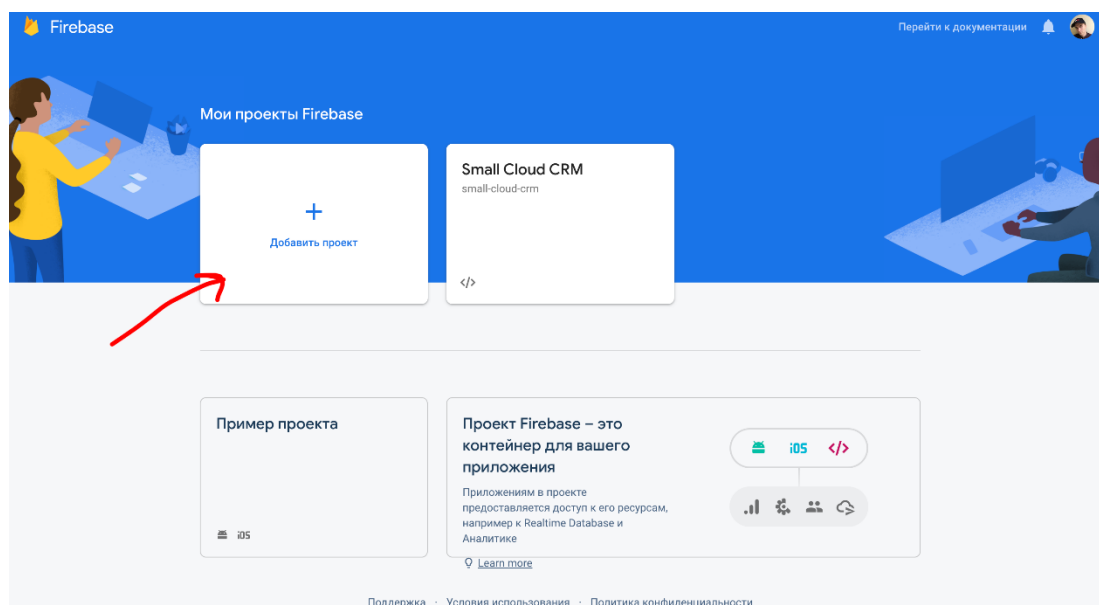 Firebase
Перейти к документации
Мои проекты Firebase
Добавить проект
Small Cloud CRM
small-cloud-crm
</>
Пример проекта
iOS
Проект Firebase – это
контейнер для вашего
приложения
Приложениям в проекте
предоставляется доступ к его ресурсам,
например к Realtime Database и
Аналитике
Learn more
iOS </>
Поддержка · Условия использования · Политика конфиденциальности